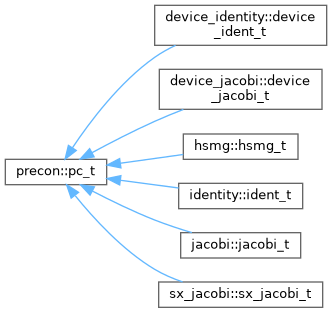 device_identity::device
_ident_t
device_jacobi::device
_jacobi_t
hsmg::hsmg_t
precon::pc_t
identity::ident_t
jacobi::jacobi_t
sx_jacobi::sx_jacobi_t